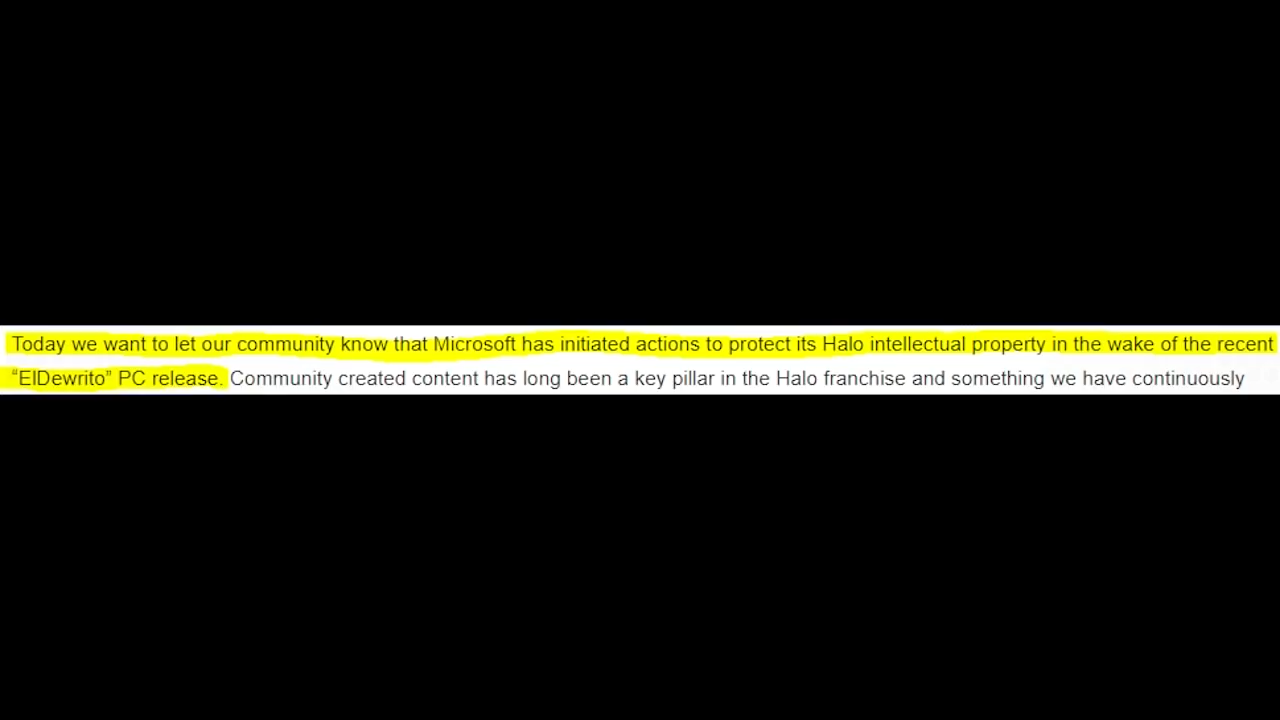 Today we want to let our community know that Microsoft has initiated actions to protect its Halo intellectual property in the wake of the recent
“ElDewrito” PC release. Community created content has long been a key pillar in the Halo franchise and something we have continuously